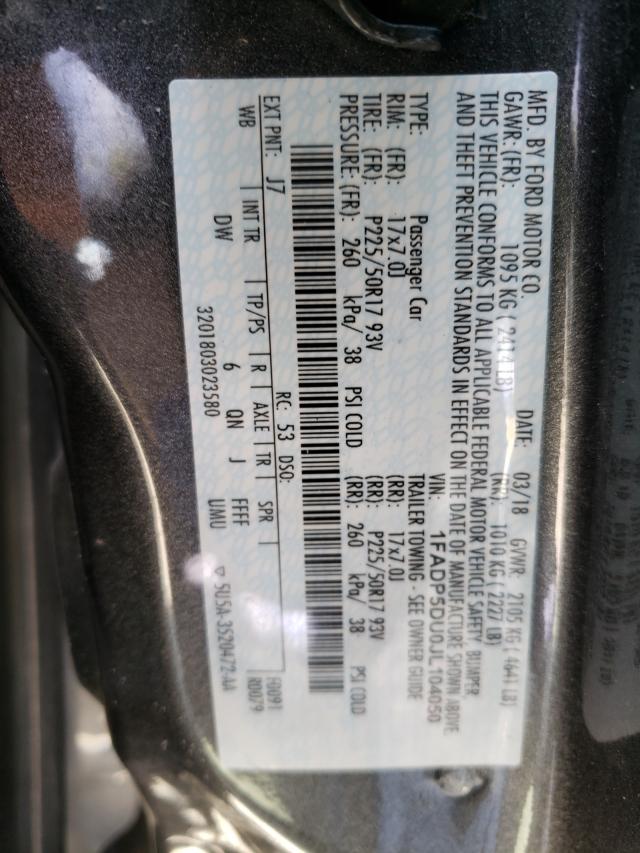 MFD. BY FORD MOTOR CO.
DATE: 03/18 GVWR: 2105 KG ( 4641 LB)
GAWR: (FR): 1095 KG ( 2414 LB) (RR): 1010 KG ( 2227 LB)
THIS VEHICLE CONFORMS TO ALL APPLICABLE FEDERAL MOTOR VEHICLE SAFETY, BUMPER
AND THEFT PREVENTION STANDARDS IN EFFECT ON THE DATE OF MANUFACTURE SHOWN ABOVE.
VIN: 1FADP5DU0JL104050
TYPE: Passenger Car TRAILER TOWING - SEE OWNER GUIDE
RIM: (FR): 17x7.0J (RR): 17x7.0J
TIRE: (FR): P225/50R17 93V (RR): P225/50R17 93V
PRESSURE: (FR): 260 kPa/ 38 PSI COLD (RR): 260 kPa/ 38 PSI COLD
EXT PNT: J7 RC: 53 DSO: F0091
R0079
WB INT TR TP/PS R AXLE TR SPR
DW 6 QN J FFFF
3201803023580 UMU ▽ 5U5A-3520472-AA